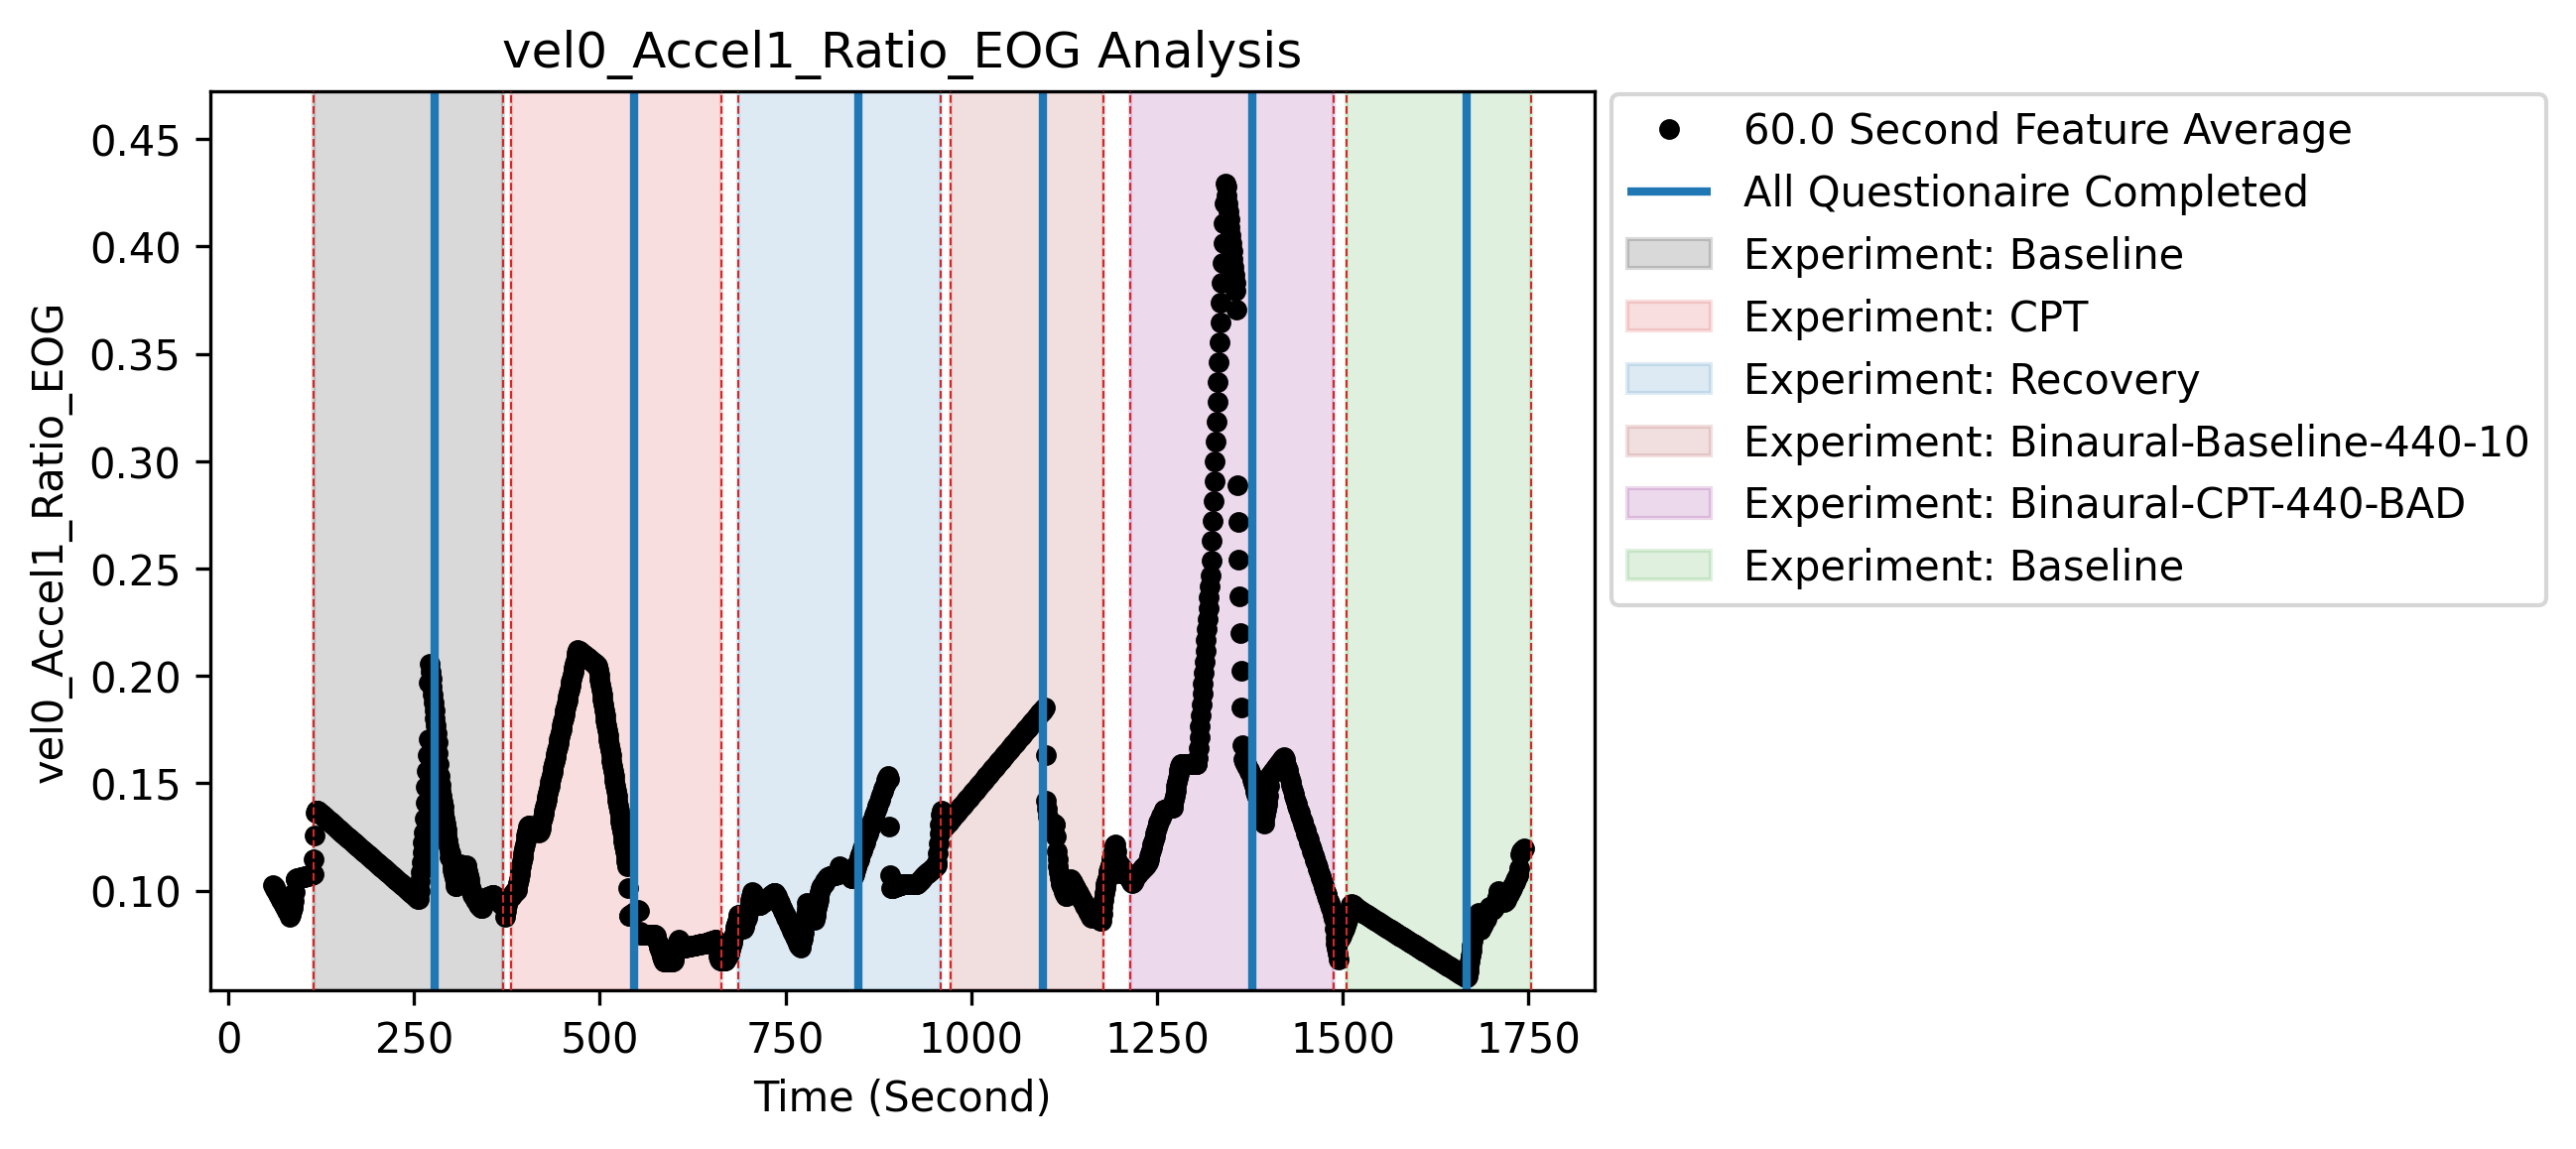 vel0_Accel1_Ratio_EOG Analysis
vel0_Accel1_Ratio_EOG
0.45
0.40
0.35
0.30
0.25
0.20
0.15
0.10
0 250 500 750 1000 1250 1500 1750
Time (Second)
60.0 Second Feature Average
All Questionaire Completed
Experiment: Baseline
Experiment: CPT
Experiment: Recovery
Experiment: Binaural-Baseline-440-10
Experiment: Binaural-CPT-440-BAD
Experiment: Baseline